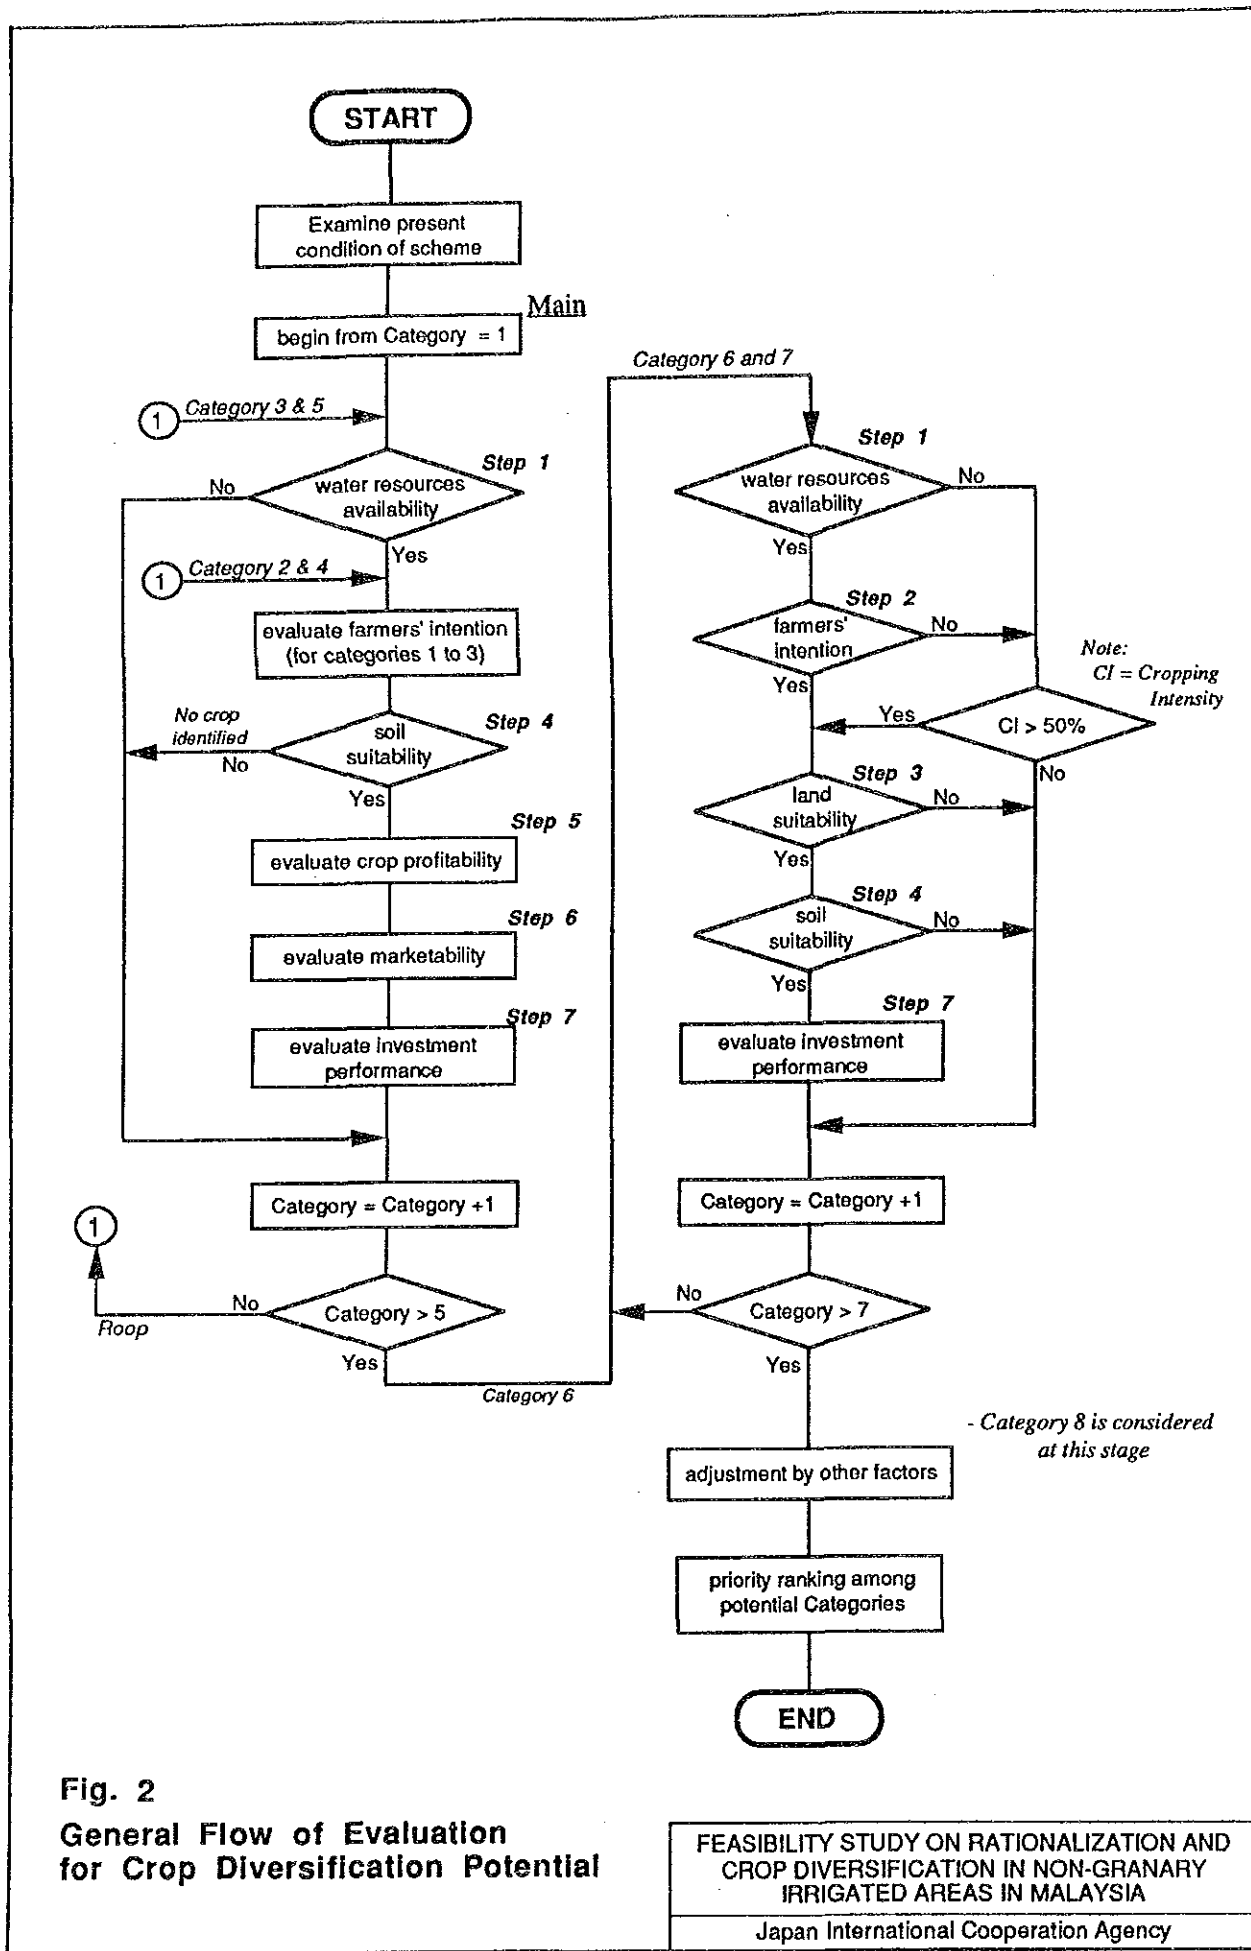 START
Examine present
condition of scheme
Main
begin from Category = 1
1
Category 3 & 5
Step 1
No
water resources
availability
Yes
1
Category 2 & 4
evaluate farmers' intention
(for categories 1 to 3)
No crop
identified
No
Step 4
soil
suitability
Yes
Step 5
evaluate crop profitability
Step 6
evaluate marketability
Step 7
evaluate investment
performance
Category = Category +1
1
Roop
No
Category > 5
Yes
Category 6
Category 6 and 7
Step 1
water resources
availability
No
Yes
Step 2
farmers'
intention
No
Yes
Note:
CI = Cropping
Intensity
Yes
CI > 50%
No
Step 3
land
suitability
No
Yes
Step 4
soil
suitability
No
Yes
Step 7
evaluate investment
performance
Category = Category +1
No
Category > 7
Yes
- Category 8 is considered
at this stage
adjustment by other factors
priority ranking among
potential Categories
END
Fig. 2
General Flow of Evaluation
for Crop Diversification Potential
FEASIBILITY STUDY ON RATIONALIZATION AND
CROP DIVERSIFICATION IN NON-GRANARY
IRRIGATED AREAS IN MALAYSIA
Japan International Cooperation Agency